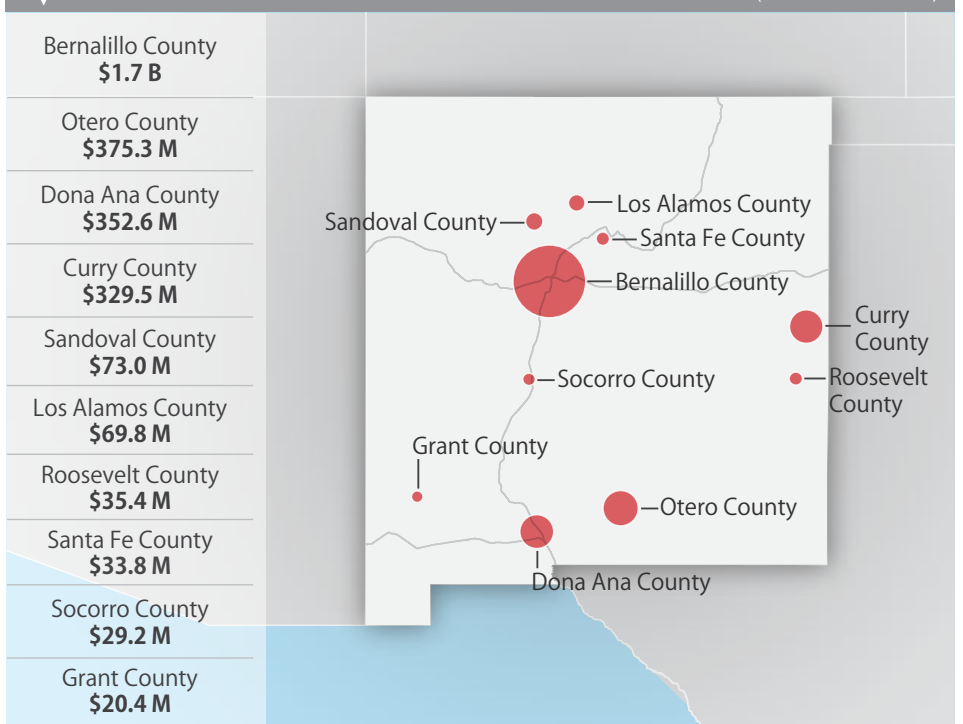 Bernalillo County
$1.7 B
Otero County
$375.3 M
Dona Ana County
$352.6 M
Curry County
$329.5 M
Sandoval County
$73.0 M
Los Alamos County
$69.8 M
Roosevelt County
$35.4 M
Santa Fe County
$33.8 M
Socorro County
$29.2 M
Grant County
$20.4 M
Los Alamos County
Sandoval County
Santa Fe County
Bernalillo County
Curry
County
Socorro County
Roosevelt
County
Grant County
Otero County
Dona Ana County